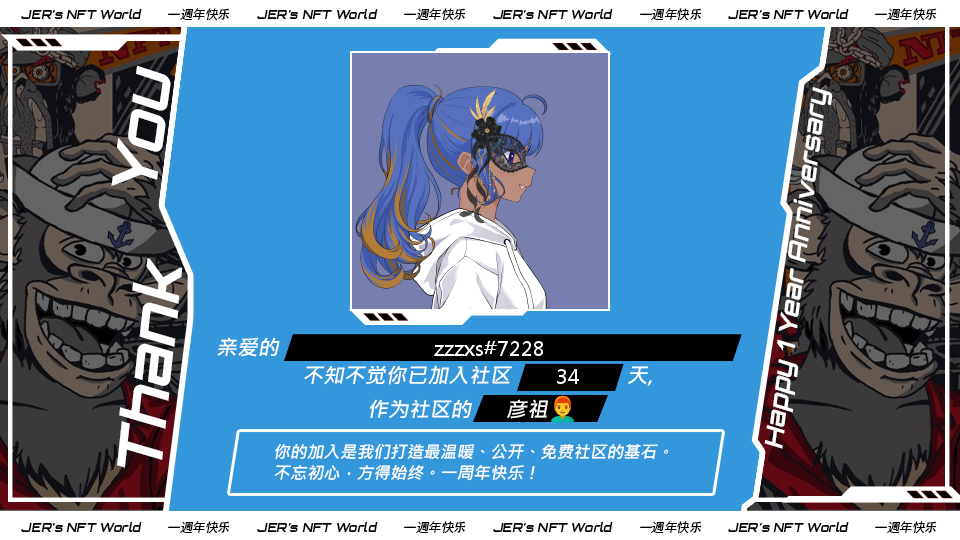 JER's NFT World 一週年快乐 JER's NFT World 一週年快乐 JER's NFT World 一週年快乐 JER's NFT World 一週年快乐
Thank You
亲爱的 zzzxs#7228
不知不觉你已加入社区 34 天,
作为社区的 彦祖👨‍🦰
你的加入是我们打造最温暖、公开、免费社区的基石。
不忘初心，方得始终。一周年快乐！
Happy 1 Year Anniversary
JER's NFT World 一週年快乐 JER's NFT World 一週年快乐 JER's NFT World 一週年快乐 JER's NFT World 一週年快乐